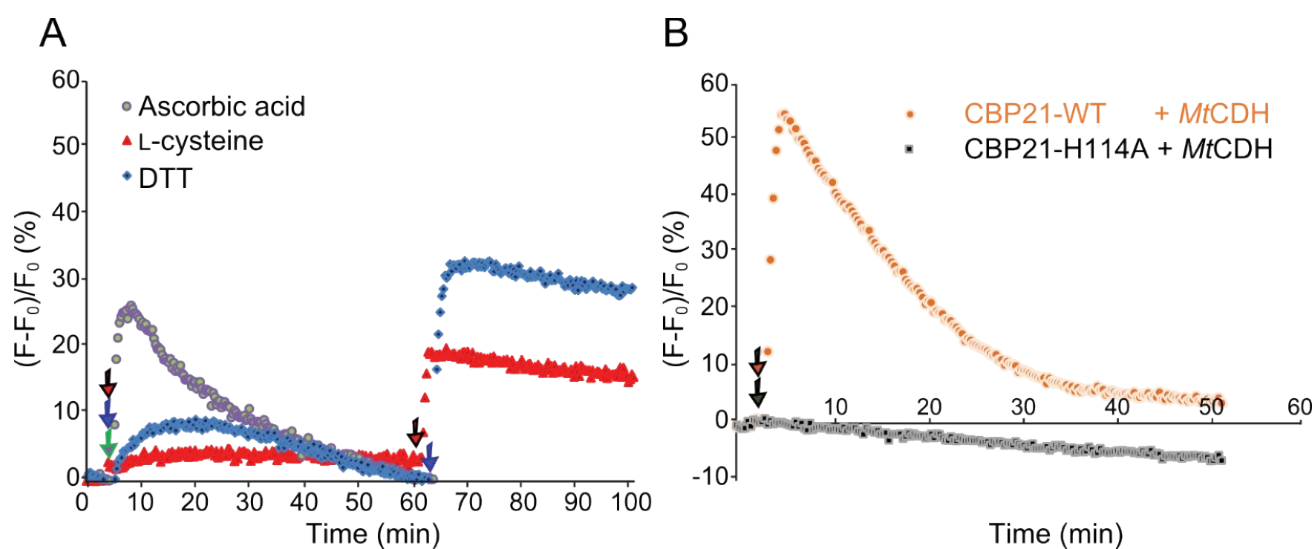 A
(F-F₀)/F₀ (%)
60
50
40
30
20
10
0
Ascorbic acid
L-cysteine
DTT
0 10 20 30 40 50 60 70 80 90 100
Time (min)
B
(F-F₀)/F₀ (%)
60
50
40
30
20
10
0
-10
CBP21-WT + MtCDH
CBP21-H114A + MtCDH
10 20 30 40 50 60
Time (min)